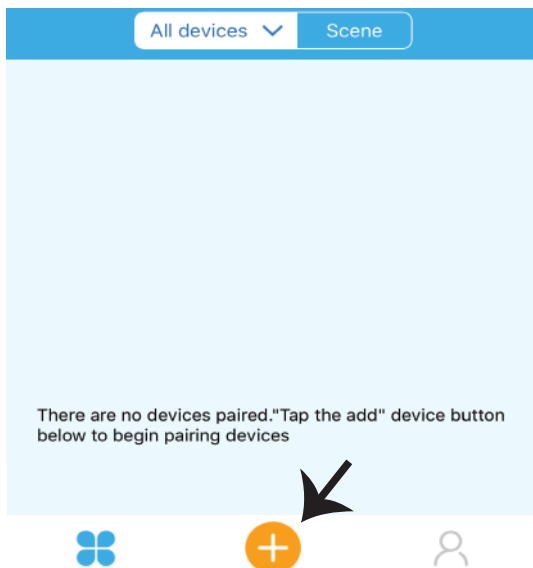 All devices Scene
There are no devices paired."Tap the add" device button
below to begin pairing devices